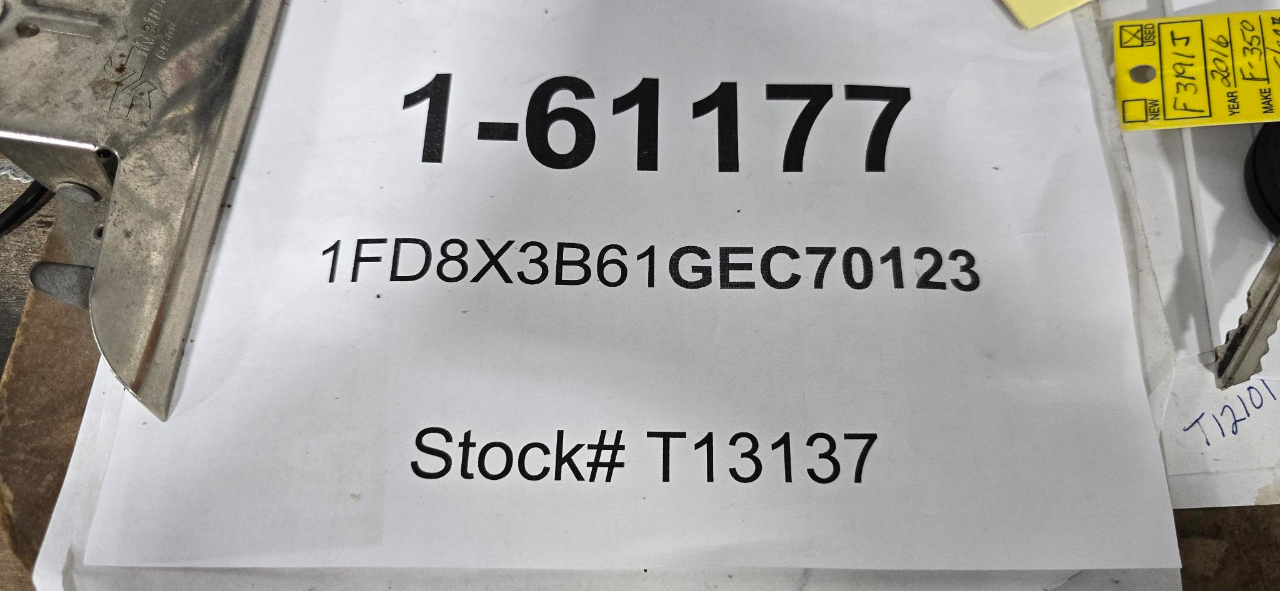 1-61177
1FD8X3B61GEC70123
Stock# T13137
USED
NEW
F3191J
YEAR 2016
MAKE F-350
T12101